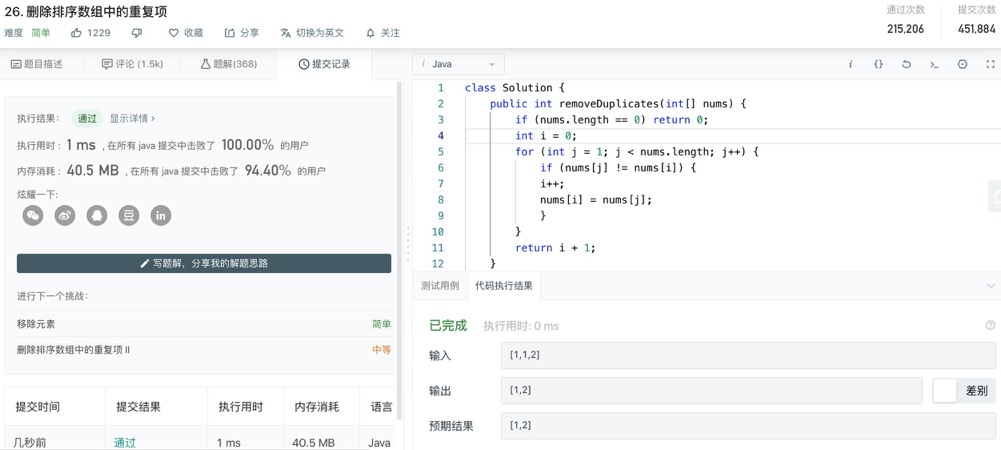 26. 删除排序数组中的重复项
通过次数 提交次数
难度 简单 1229 收藏 分享 切换为英文 关注
215,206 451,884
题目描述 评论 (1.5k) 题解(368) 提交记录
执行结果: 通过 显示详情 ›
执行用时 : 1 ms , 在所有 java 提交中击败了 100.00% 的用户
内存消耗 : 40.5 MB , 在所有 java 提交中击败了 94.40% 的用户
炫耀一下:
豆 in
写题解, 分享我的解题思路
进行下一个挑战:
移除元素 简单
删除排序数组中的重复项 II 中等
提交时间 提交结果 执行用时 内存消耗 语言
几秒前 通过 1 ms 40.5 MB Java
i Java i {}
1 class Solution {
2 public int removeDuplicates(int[] nums) {
3 if (nums.length == 0) return 0;
4 int i = 0;
5 for (int j = 1; j < nums.length; j++) {
6 if (nums[j] != nums[i]) {
7 i++;
8 nums[i] = nums[j];
9 }
10 }
11 return i + 1;
12 }
测试用例 代码执行结果
已完成 执行用时: 0 ms
输入 [1,1,2]
输出 [1,2] 差别
预期结果 [1,2]